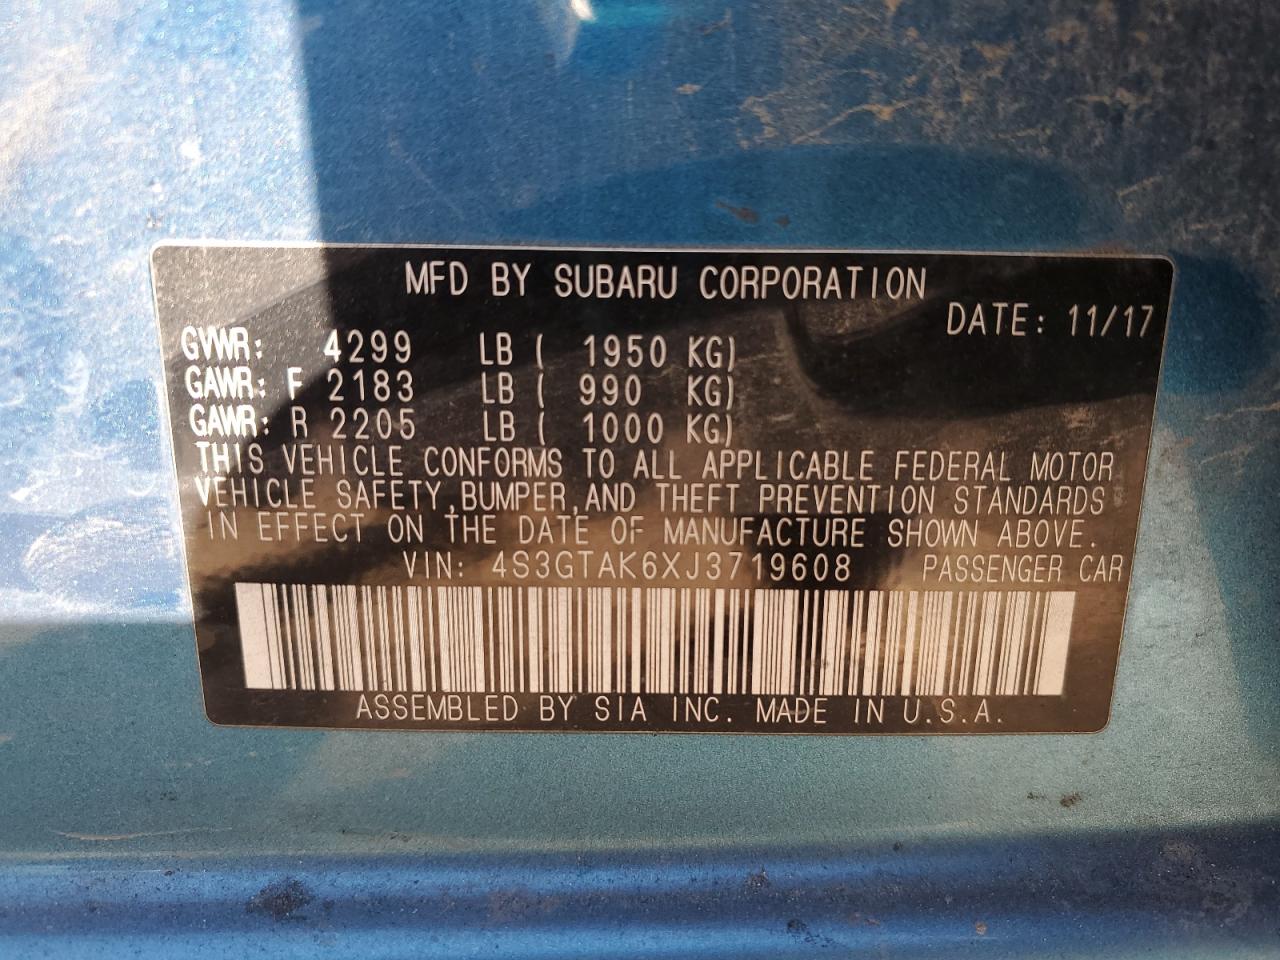 MFD BY SUBARU CORPORATION
DATE: 11/17
GVWR: 4299 LB ( 1950 KG)
GAWR: F 2183 LB ( 990 KG)
GAWR: R 2205 LB ( 1000 KG)
THIS VEHICLE CONFORMS TO ALL APPLICABLE FEDERAL MOTOR
VEHICLE SAFETY,BUMPER,AND THEFT PREVENTION STANDARDS
IN EFFECT ON THE DATE OF MANUFACTURE SHOWN ABOVE.
VIN: 4S3GTAK6XJ3719608 PASSENGER CAR
ASSEMBLED BY SIA INC. MADE IN U.S.A.